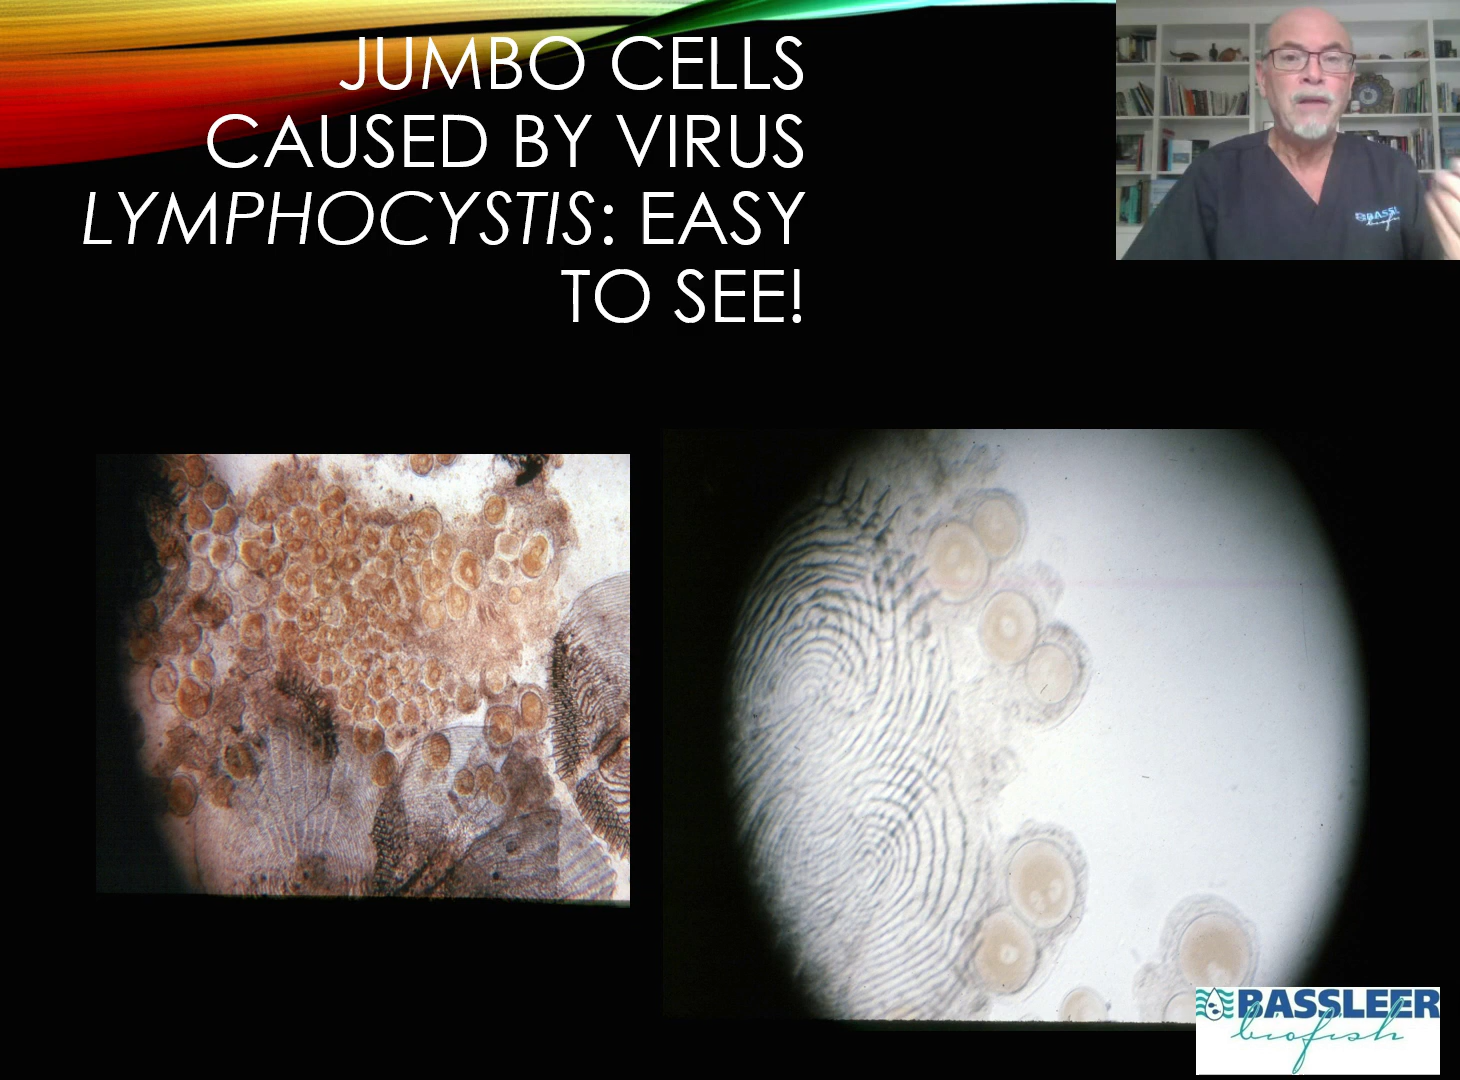 JUMBO CELLS
CAUSED BY VIRUS
LYMPHOCYSTIS: EASY
TO SEE!
BASSLEER
biofish